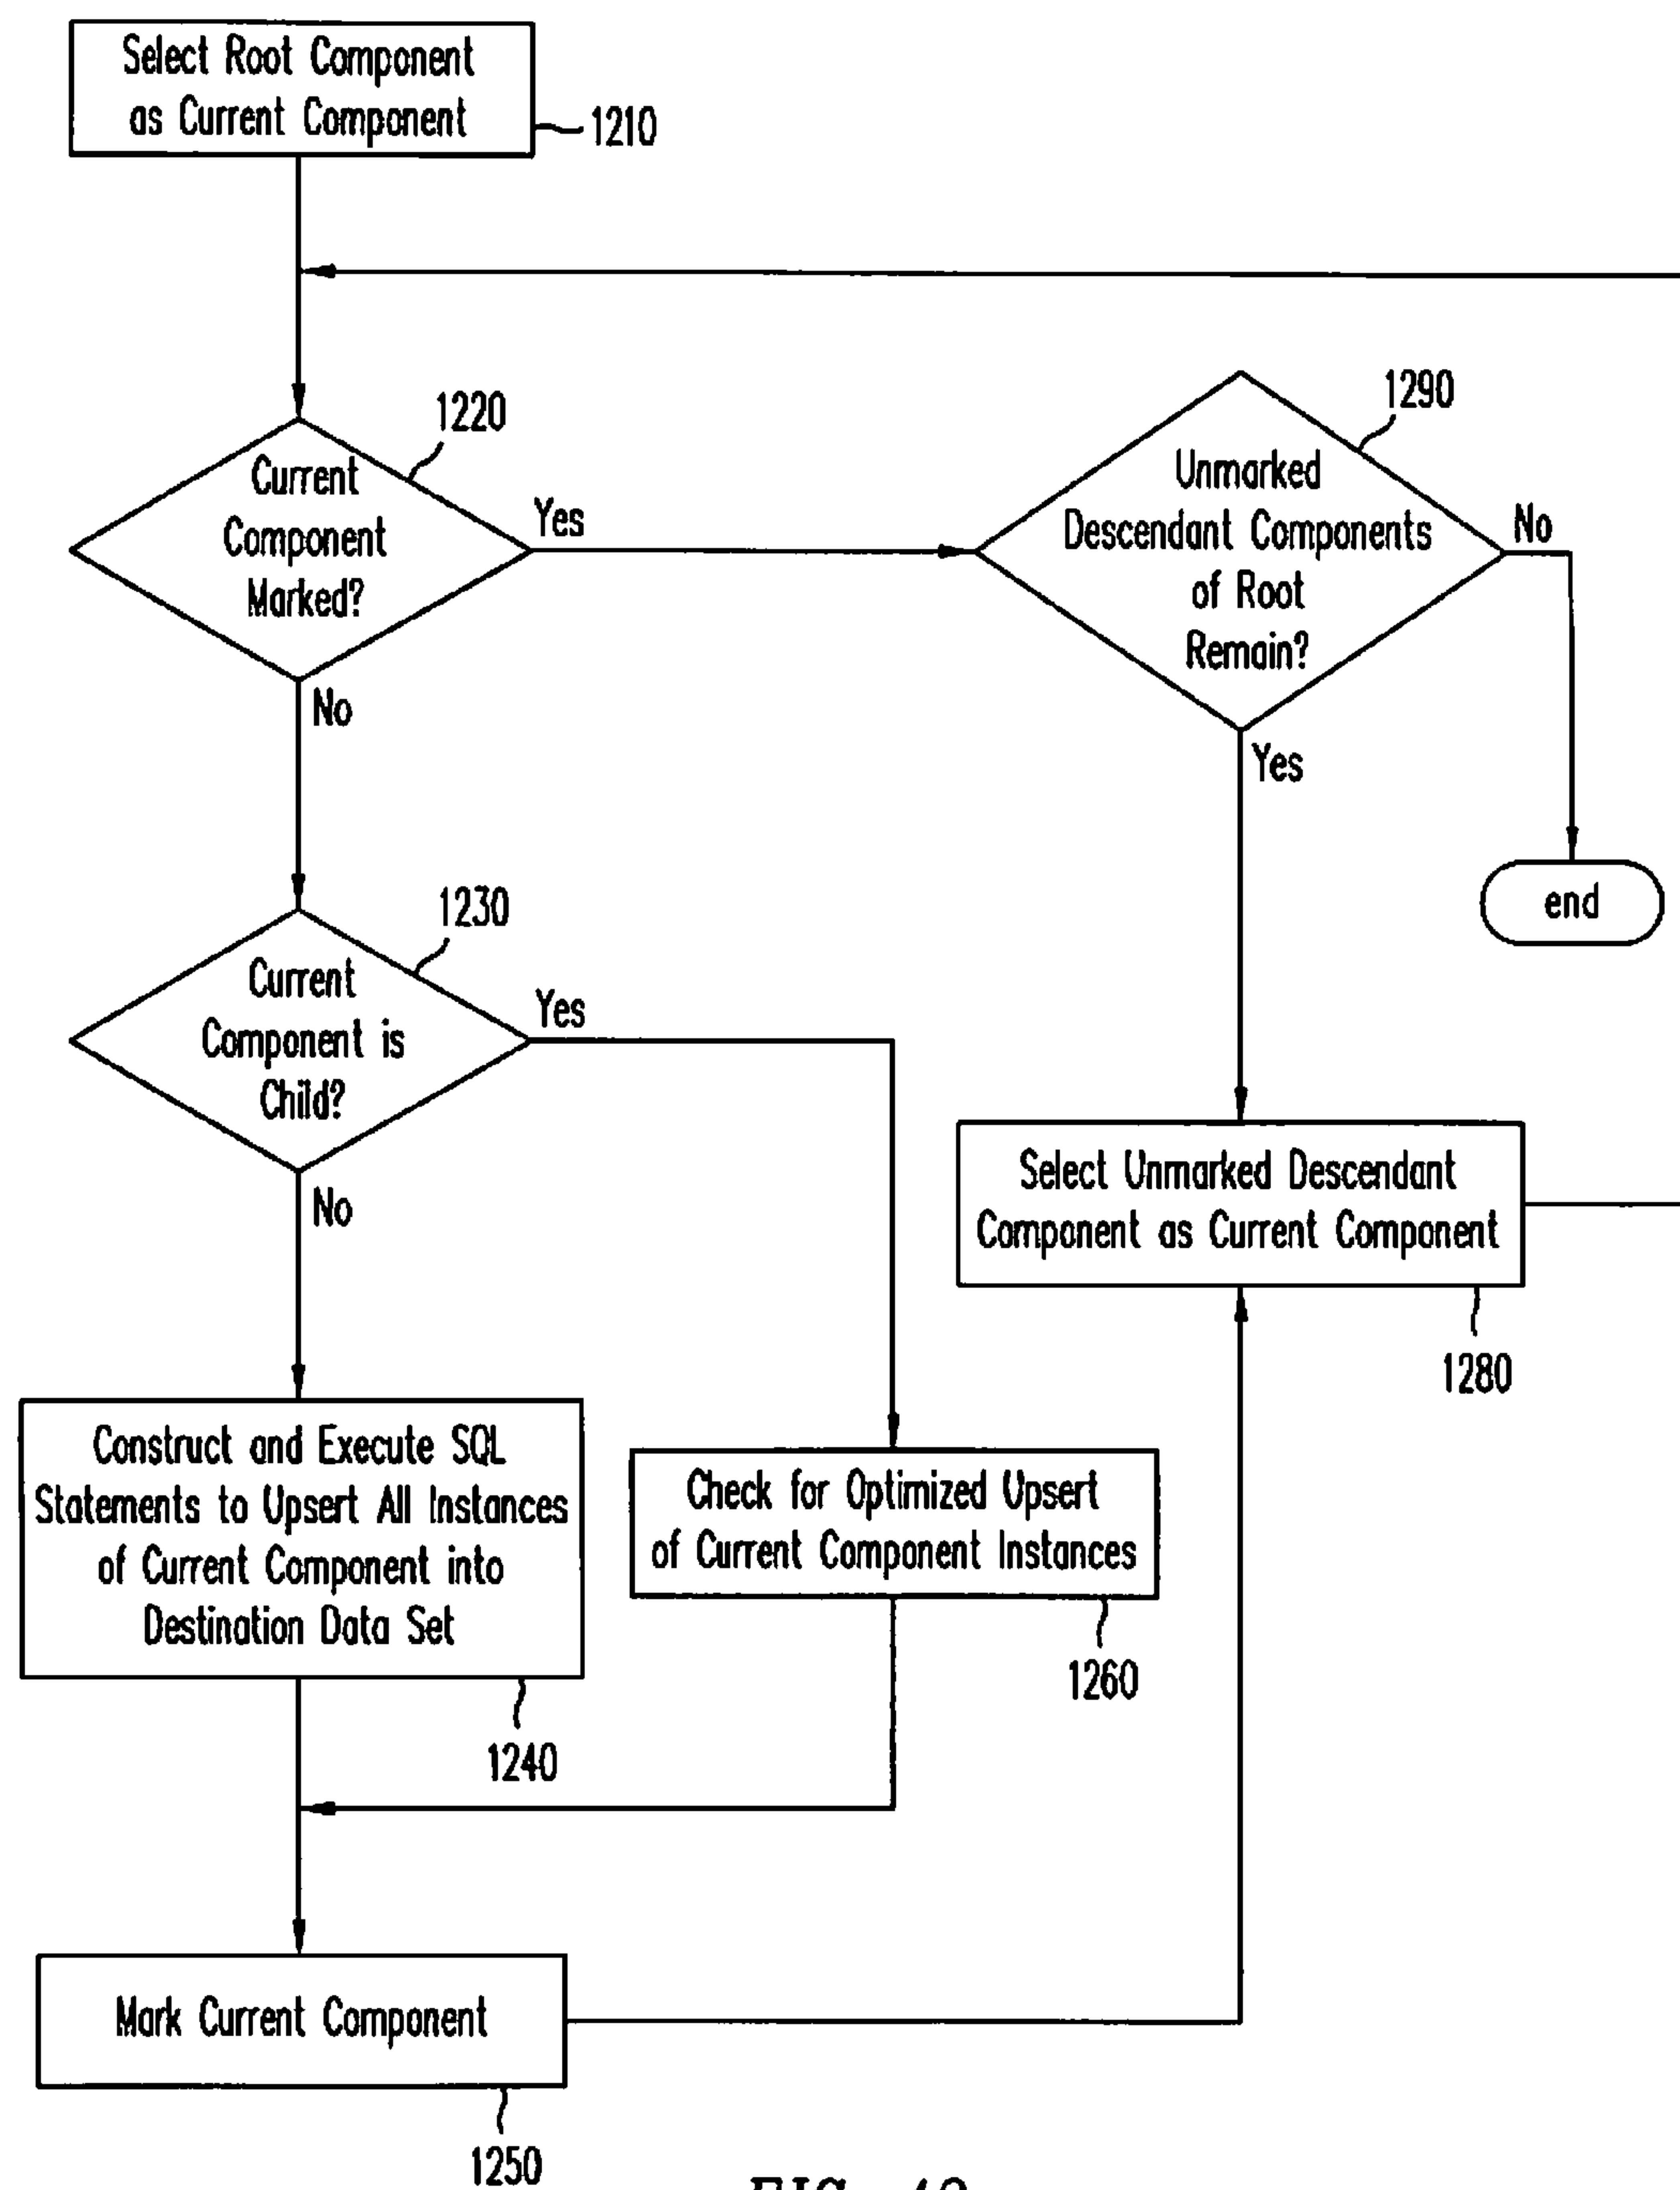 Select Root Component
as Current Component
1210
1220
Current
Component
Marked?
Yes
No
1290
Unmarked
Descendant Components
of Root
Remain?
No
Yes
end
1230
Current
Component is
Child?
Yes
No
Select Unmarked Descendant
Component as Current Component
1280
Construct and Execute SQL
Statements to Upsert All Instances
of Current Component into
Destination Data Set
1240
Check for Optimized Upsert
of Current Component Instances
1260
Mark Current Component
1250